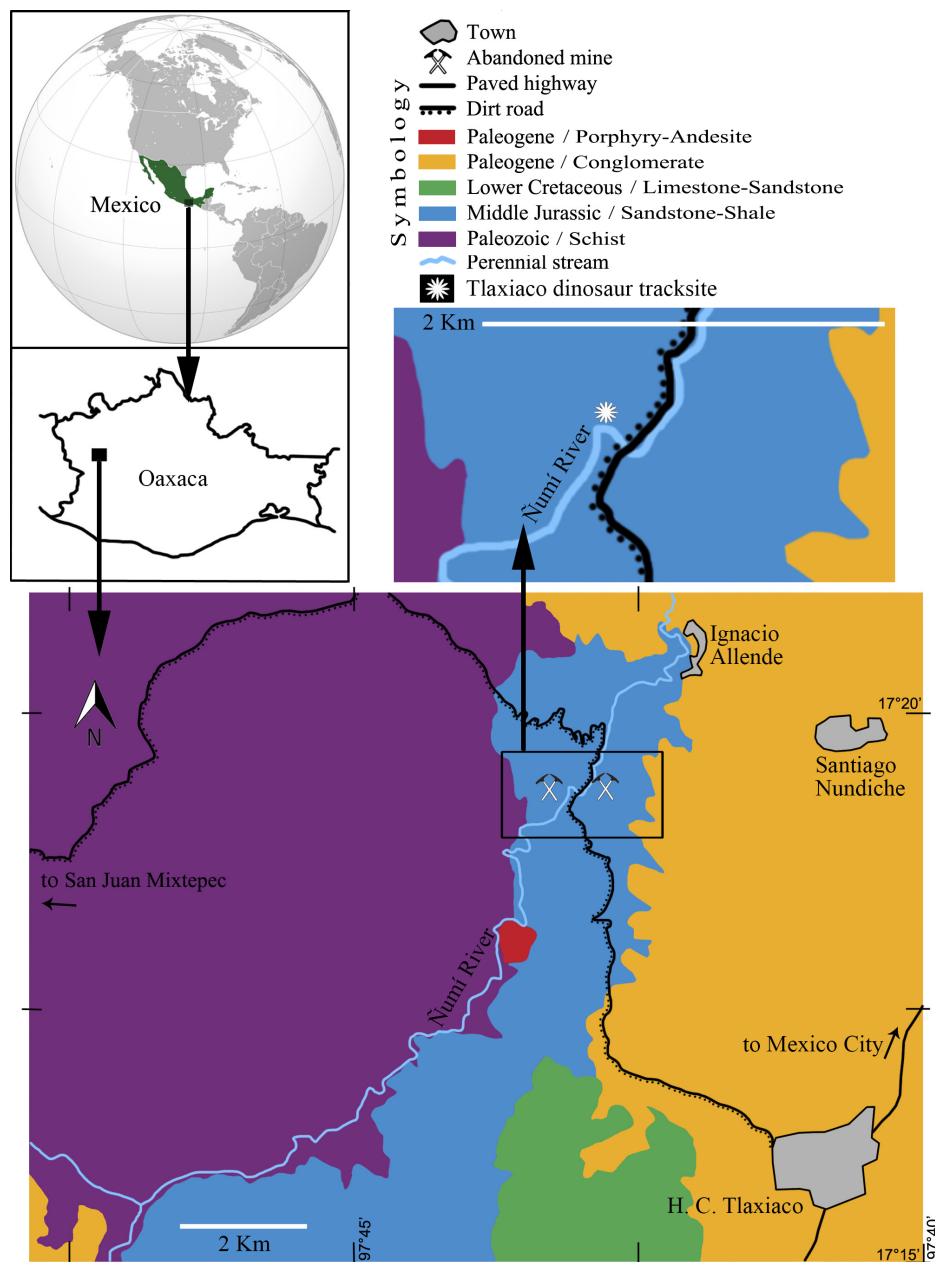 Mexico
Oaxaca
Symbology
Town
Abandoned mine
Paved highway
Dirt road
Paleogene / Porphyry-Andesite
Paleogene / Conglomerate
Lower Cretaceous / Limestone-Sandstone
Middle Jurassic / Sandstone-Shale
Paleozoic / Schist
Perennial stream
Tlaxiaco dinosaur tracksite
2 Km
Ñumí River
Ignacio
Allende
17°20'
Santiago
Nundiche
N
to San Juan Mixtepec
Ñumí River
to Mexico City
H. C. Tlaxiaco
2 Km
97°45'
17°15'
97°40'